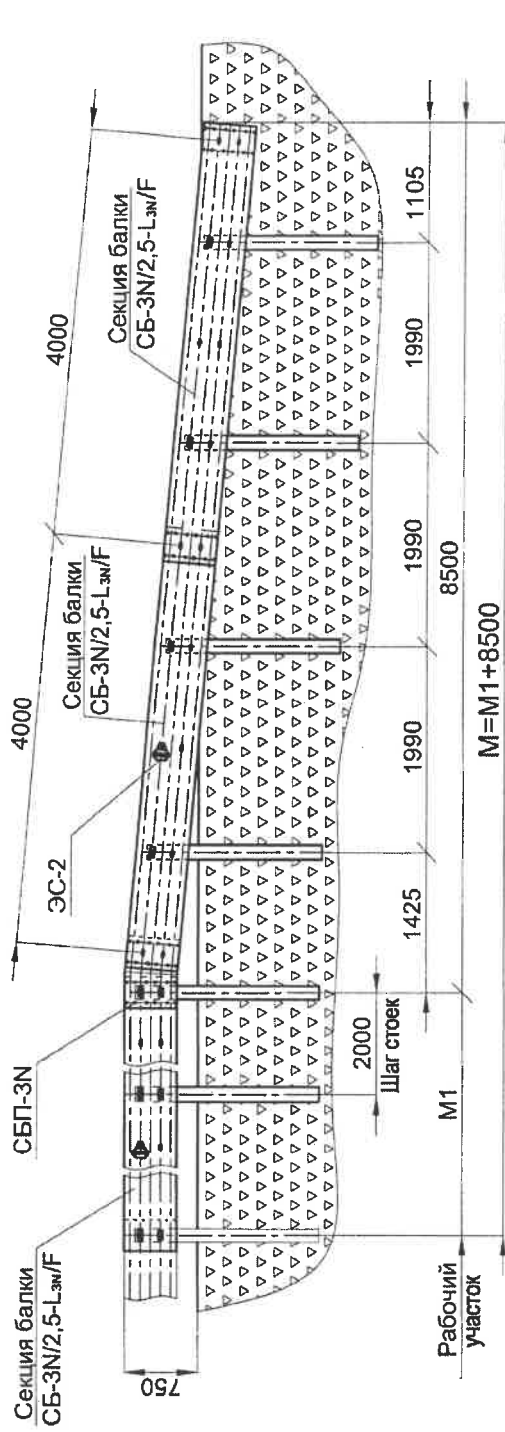 Секция балки
СБ-3N/2,5-L3N/F
СБП-3N
ЭС-2
4000
Секция балки
СБ-3N/2,5-L3N/F
4000
Секция балки
СБ-3N/2,5-L3N/F
750
Рабочий
участок
М1
2000
Шаг стоек
1425
1990
1990
1990
1105
8500
М=М1+8500